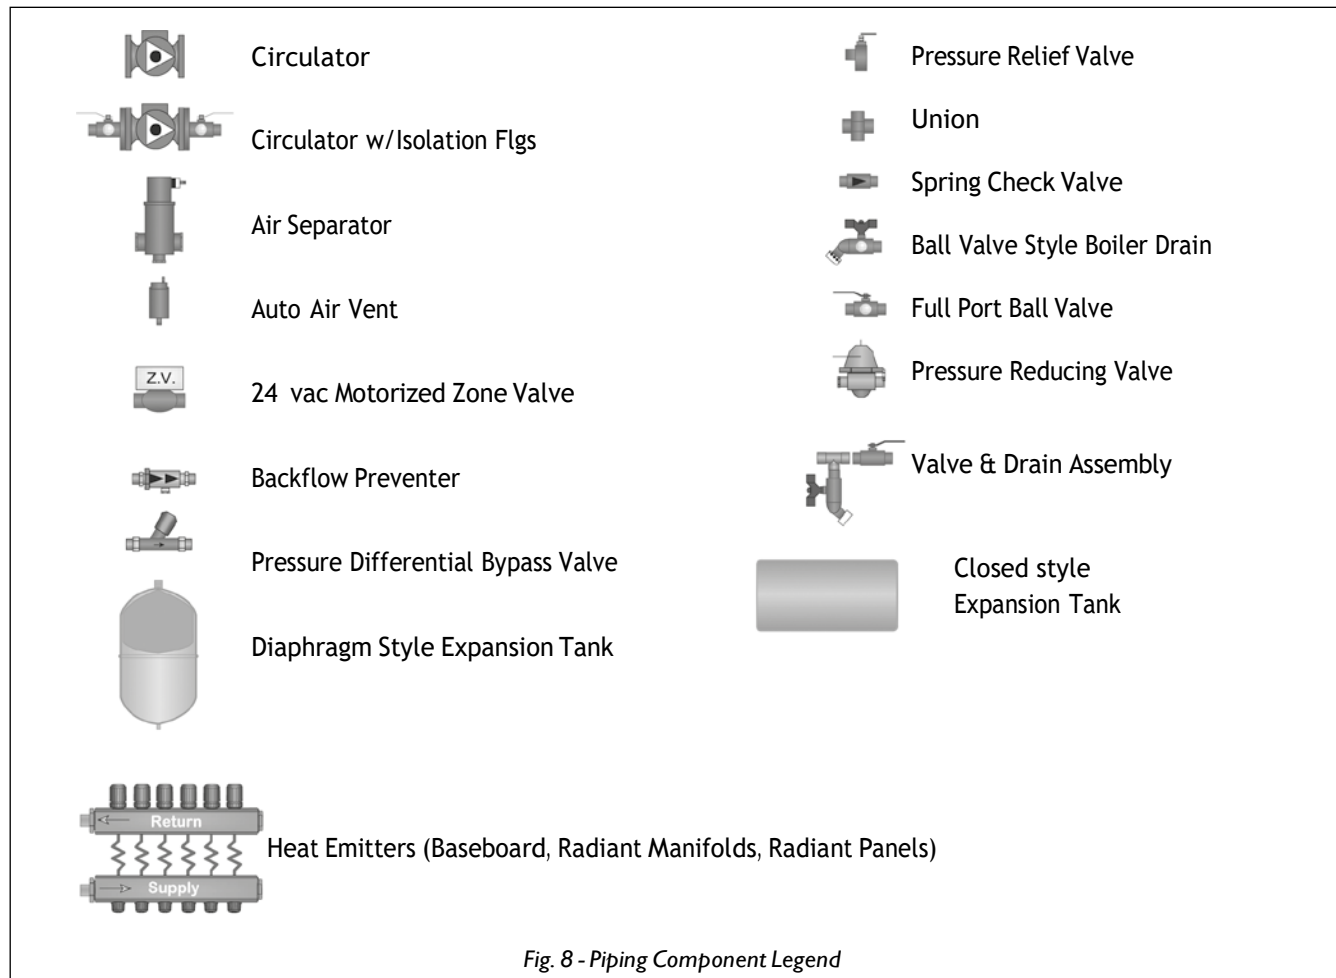 Circulator
Circulator w/Isolation Flgs
Air Separator
Auto Air Vent
Z.V.
24 vac Motorized Zone Valve
Backflow Preventer
Pressure Differential Bypass Valve
Diaphragm Style Expansion Tank
Return
Supply
Heat Emitters (Baseboard, Radiant Manifolds, Radiant Panels)
Pressure Relief Valve
Union
Spring Check Valve
Ball Valve Style Boiler Drain
Full Port Ball Valve
Pressure Reducing Valve
Valve & Drain Assembly
Closed style
Expansion Tank
Fig. 8 - Piping Component Legend